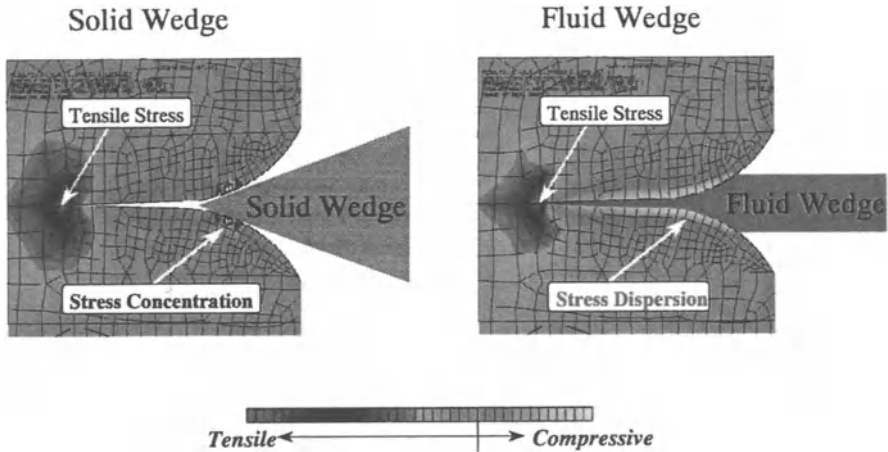 Solid Wedge
Fluid Wedge
Tensile Stress
Tensile Stress
Solid Wedge
Fluid Wedge
Stress Concentration
Stress Dispersion
Tensile
Compressive